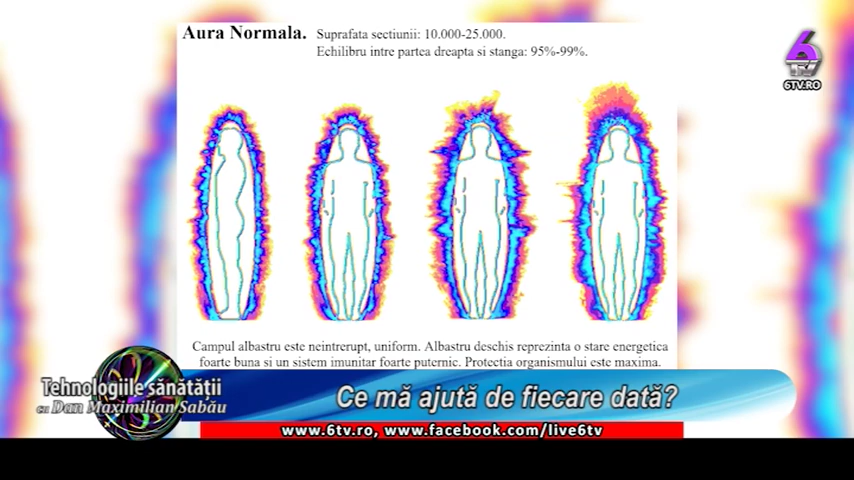 Aura Normala.
Suprafata sectiunii: 10.000-25.000.
Echilibru intre partea dreapta si stanga: 95%-99%.
6TV
6TV.RO
Campul albastru este neintrerupt, uniform. Albastru deschis reprezinta o stare energetica
foarte buna si un sistem imunitar foarte puternic. Protectia organismului este maxima.
Tehnologiile sănătății
cu Dan Maximilian Sabău
Ce mă ajută de fiecare dată?
www.6tv.ro, www.facebook.com/live6tv